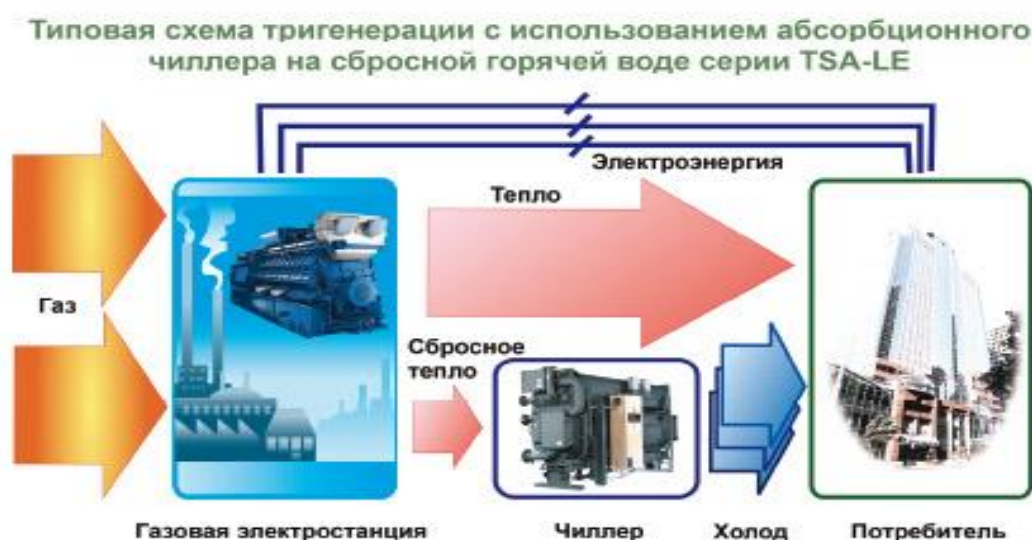 Типовая схема тригенерации с использованием абсорбционного
чиллера на сбросной горячей воде серии TSA-LE
Электроэнергия
Тепло
Газ
Сбросное
тепло
Газовая электростанция
Чиллер
Холод
Потребитель